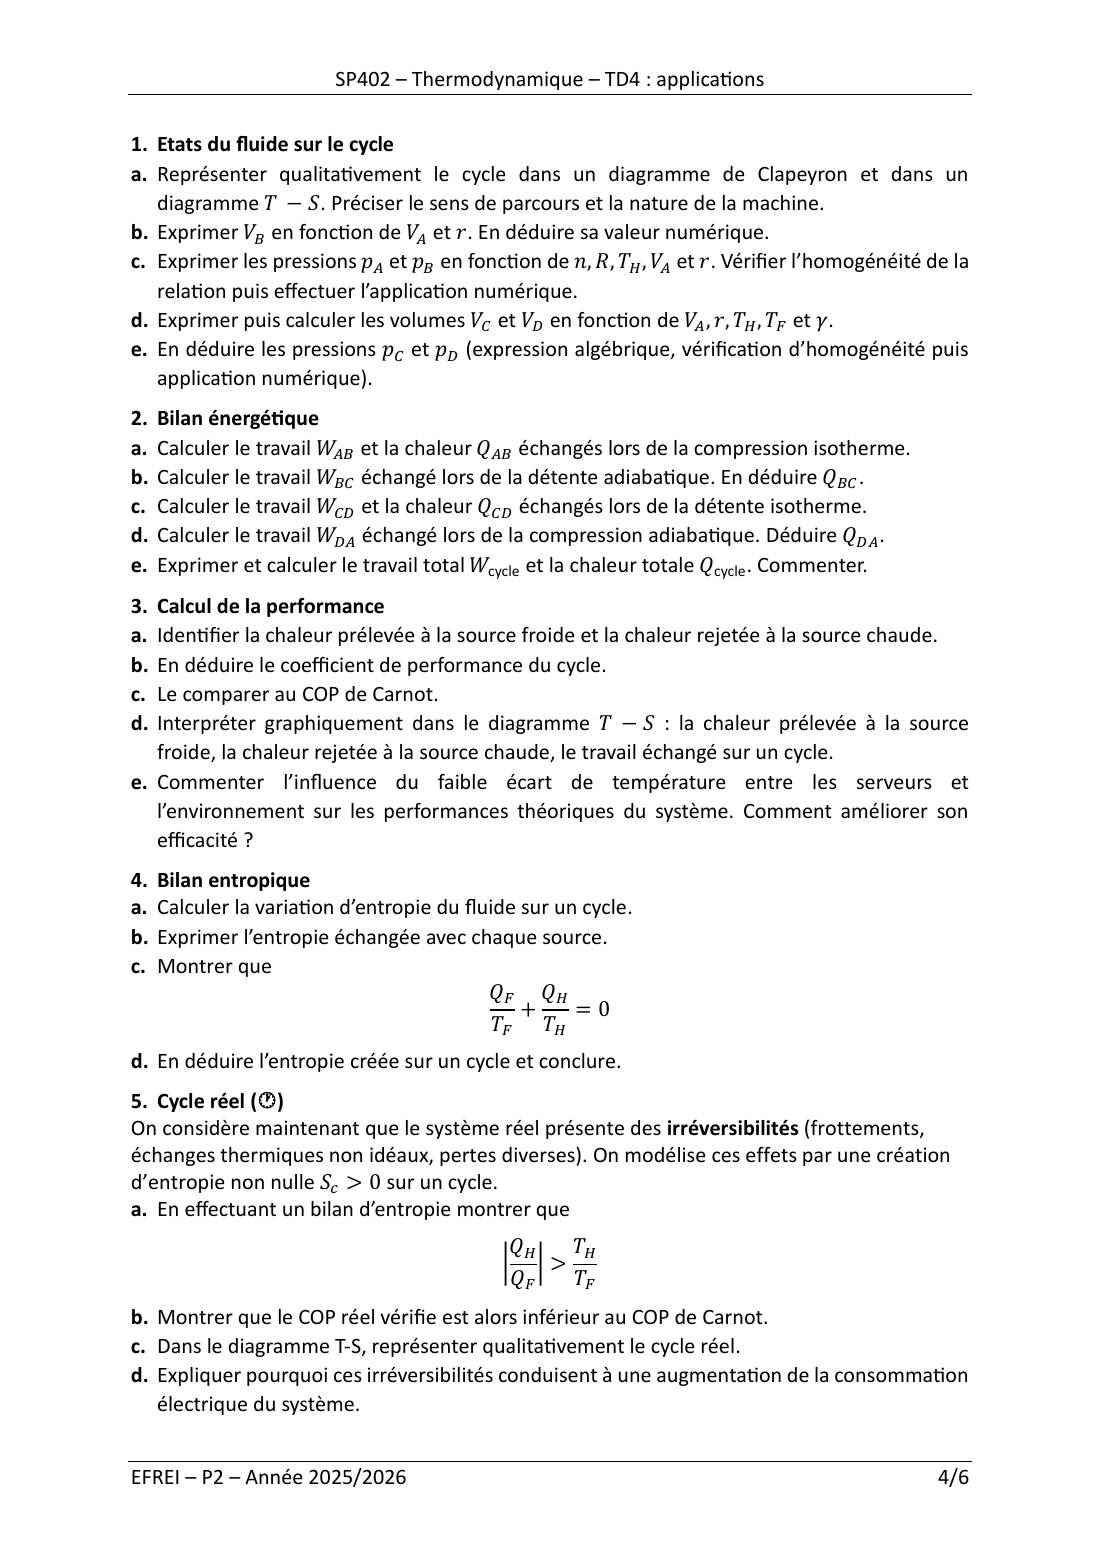 SP402 – Thermodynamique – TD4 : applications
1. Etats du fluide sur le cycle
a. Représenter qualitativement le cycle dans un diagramme de Clapeyron et dans un
diagramme T − S. Préciser le sens de parcours et la nature de la machine.
b. Exprimer V_B en fonction de V_A et r. En déduire sa valeur numérique.
c. Exprimer les pressions p_A et p_B en fonction de n, R, T_H, V_A et r. Vérifier l’homogénéité de la
relation puis effectuer l’application numérique.
d. Exprimer puis calculer les volumes V_C et V_D en fonction de V_A, r, T_H, T_F et γ.
e. En déduire les pressions p_C et p_D (expression algébrique, vérification d’homogénéité puis
application numérique).
2. Bilan énergétique
a. Calculer le travail W_AB et la chaleur Q_AB échangés lors de la compression isotherme.
b. Calculer le travail W_BC échangé lors de la détente adiabatique. En déduire Q_BC.
c. Calculer le travail W_CD et la chaleur Q_CD échangés lors de la détente isotherme.
d. Calculer le travail W_DA échangé lors de la compression adiabatique. Déduire Q_DA.
e. Exprimer et calculer le travail total W_cycle et la chaleur totale Q_cycle. Commenter.
3. Calcul de la performance
a. Identifier la chaleur prélevée à la source froide et la chaleur rejetée à la source chaude.
b. En déduire le coefficient de performance du cycle.
c. Le comparer au COP de Carnot.
d. Interpréter graphiquement dans le diagramme T − S : la chaleur prélevée à la source
froide, la chaleur rejetée à la source chaude, le travail échangé sur un cycle.
e. Commenter l’influence du faible écart de température entre les serveurs et
l’environnement sur les performances théoriques du système. Comment améliorer son
efficacité ?
4. Bilan entropique
a. Calculer la variation d’entropie du fluide sur un cycle.
b. Exprimer l’entropie échangée avec chaque source.
c. Montrer que
Q_F/T_F + Q_H/T_H = 0
d. En déduire l’entropie créée sur un cycle et conclure.
5. Cycle réel (🕐)
On considère maintenant que le système réel présente des irréversibilités (frottements,
échanges thermiques non idéaux, pertes diverses). On modélise ces effets par une création
d’entropie non nulle S_c > 0 sur un cycle.
a. En effectuant un bilan d’entropie montrer que
|Q_H/Q_F| > T_H/T_F
b. Montrer que le COP réel vérifie est alors inférieur au COP de Carnot.
c. Dans le diagramme T-S, représenter qualitativement le cycle réel.
d. Expliquer pourquoi ces irréversibilités conduisent à une augmentation de la consommation
électrique du système.
EFREI – P2 – Année 2025/2026 4/6